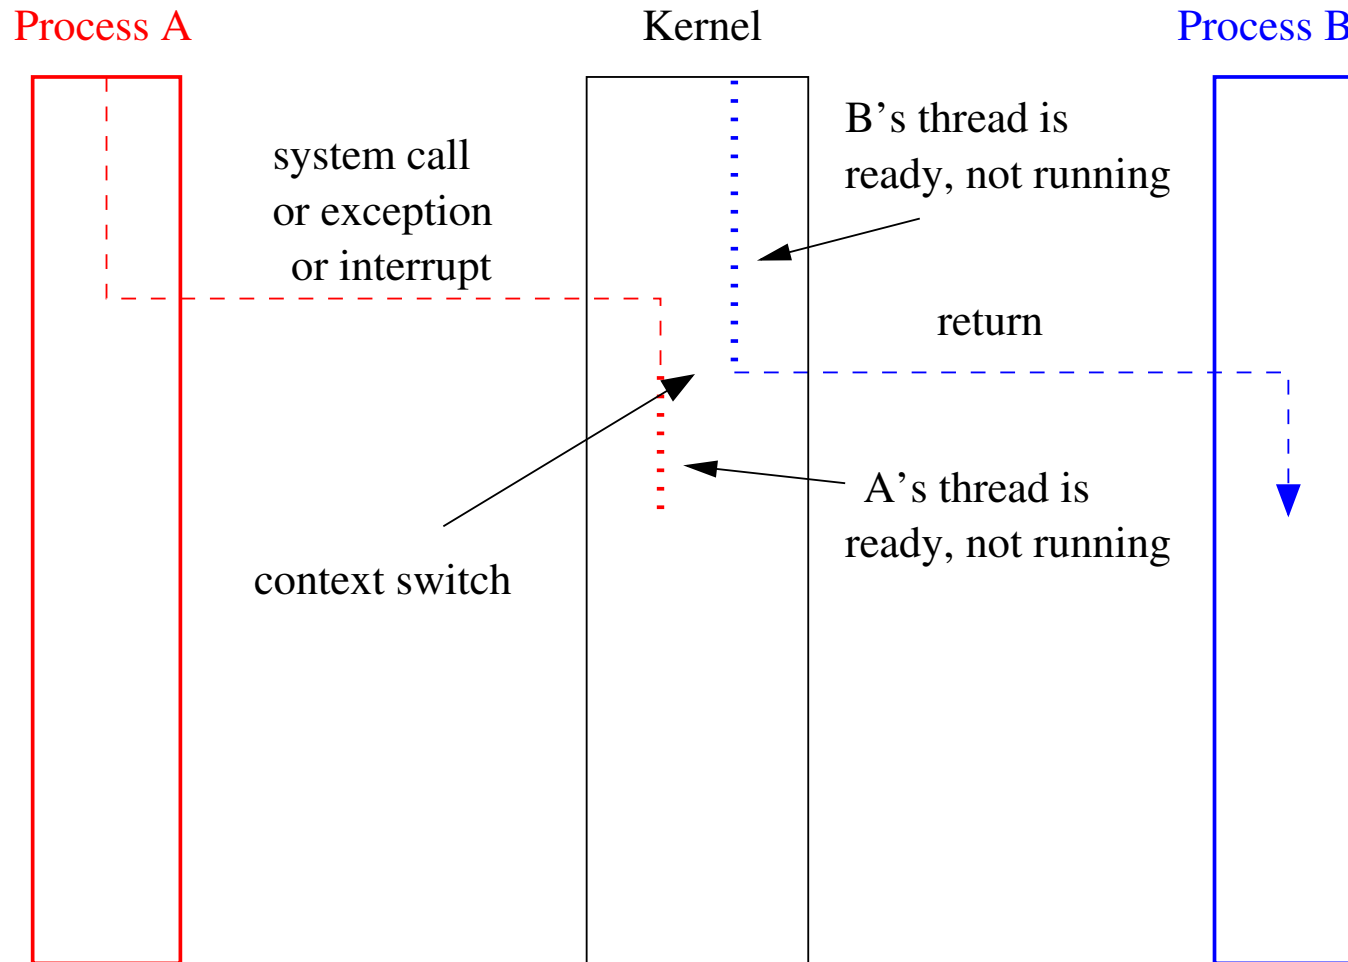 Process A
Kernel
Process B
system call
or exception
or interrupt
B’s thread is
ready, not running
return
A’s thread is
ready, not running
context switch